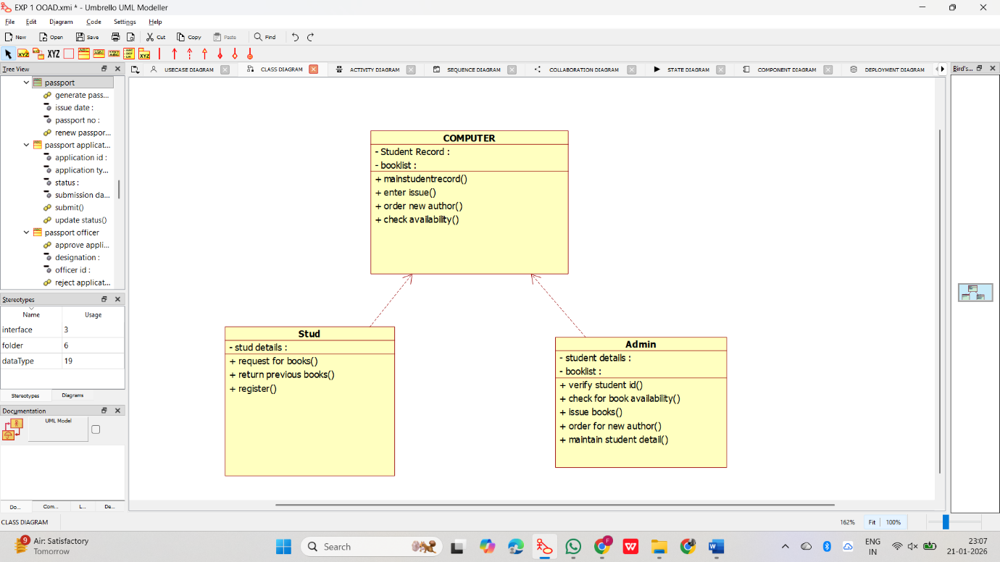 EXP 1 OOAD.xmi * - Umbrello UML Modeller
File Edit Diagram Code Settings Help
New Open Save Cut Copy Paste Find
XYZ XYZ
Tree View
USECASE DIAGRAM CLASS DIAGRAM ACTIVITY DIAGRAM SEQUENCE DIAGRAM COLLABORATION DIAGRAM STATE DIAGRAM COMPONENT DIAGRAM DEPLOYMENT DIAGRAM
Bird's...
passport
generate pass...
issue date :
passport no :
renew passpor...
passport applicat...
application id :
application ty...
status :
submission da...
submit()
update status()
passport officer
approve appli...
designation :
officer id :
reject applicat...
Stereotypes
Name Usage
interface 3
folder 6
dataType 19
Stereotypes Diagrams
Documentation
UML Model
Do... Com... L... De...
COMPUTER
- Student Record :
- booklist :
+ mainstudentrecord()
+ enter issue()
+ order new author()
+ check availability()
Stud
- stud details :
+ request for books()
+ return previous books()
+ register()
Admin
- student details :
- booklist :
+ verify student id()
+ check for book availability()
+ issue books()
+ order for new author()
+ maintain student detail()
CLASS DIAGRAM
162% Fit 100%
9
Air: Satisfactory
Tomorrow
Search
F
ENG
IN
23:07
21-01-2026